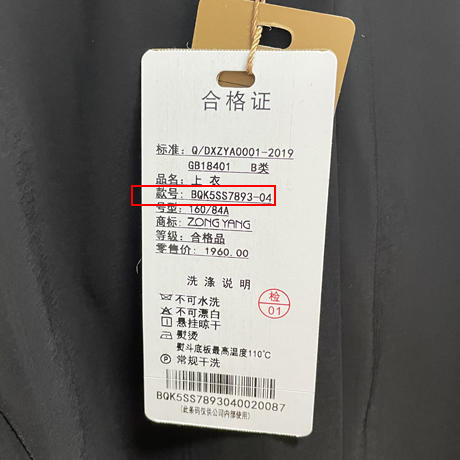 合格证
标准: Q/DXZYA0001-2019
GB18401 B类
品名: 上 衣
款号: BQK5SS7893-04
号型: 160/84A
商标: ZONG YANG
等级: 合格品
零售价: 1960.00
洗涤说明
不可水洗
不可漂白
悬挂晾干
熨烫
熨斗底板最高温度110℃
P 常规干洗
检
01
BQK5SS7893040020087
(此条码仅供公司内部使用)